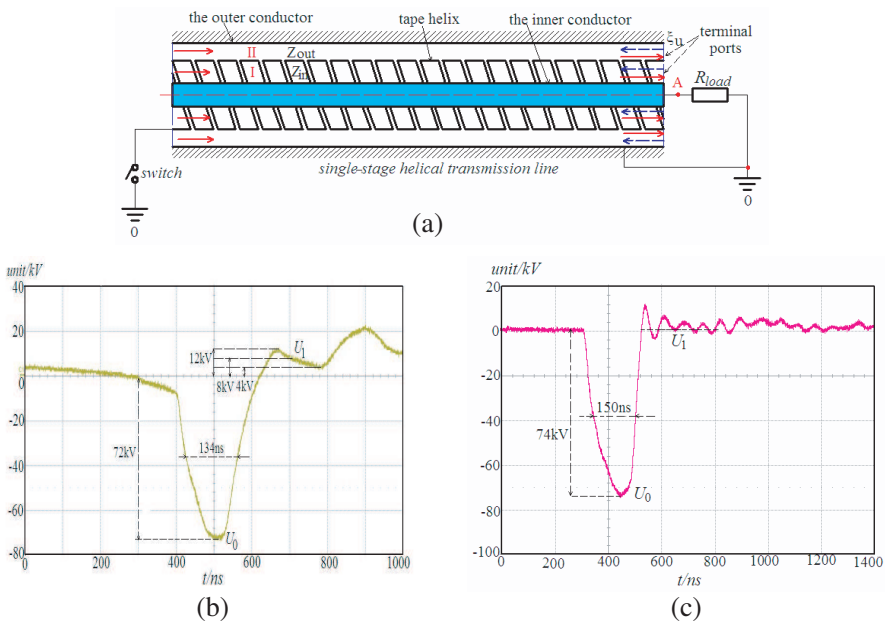 the outer conductor tape helix the inner conductor
II Zout ξu terminal ports
I Zin
A Rload
switch single-stage helical transmission line
0 0
(a)
unit/kV
40
20
0
-20
-40
-60
-80
12kV U1
8kV 4kV
72kV 134ns
U0
0 200 400 600 800 1000
t/ns
(b)
unit/kV
20
0
-20
-40
-60
-80
-100
U1
150ns
74kV
U0
0 200 400 600 800 1000 1200 1400
t/ns
(c)